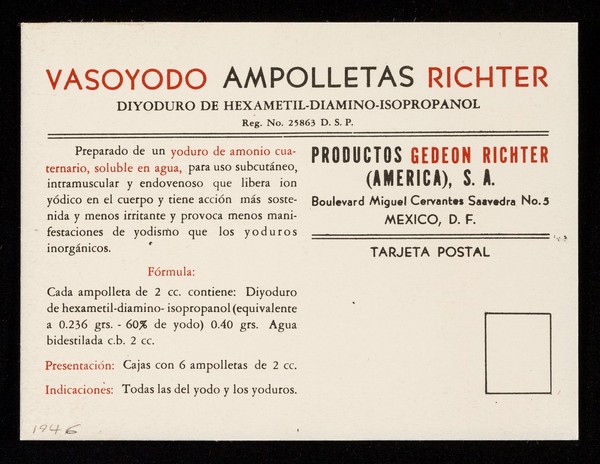 VASOYODO AMPOLLETAS RICHTER
DIYODURO DE HEXAMETIL-DIAMINO-ISOPROPANOL
Reg. No. 25863 D. S. P.
Preparado de un yoduro de amonio cua-
ternario, soluble en agua, para uso subcutáneo,
intramuscular y endovenoso que libera ion
yódico en el cuerpo y tiene acción más soste-
nida y menos irritante y provoca menos mani-
festaciones de yodismo que los yoduros
inorgánicos.
Fórmula:
Cada ampolleta de 2 cc. contiene: Diyoduro
de hexametil-diamino- isopropanol (equivalente
a 0.236 grs. - 60% de yodo) 0.40 grs. Agua
bidestilada c.b. 2 cc.
Presentación: Cajas con 6 ampolletas de 2 cc.
Indicaciones: Todas las del yodo y los yoduros.
PRODUCTOS GEDEON RICHTER
(AMERICA), S. A.
Boulevard Miguel Cervantes Saavedra No. 5
MEXICO, D. F.
TARJETA POSTAL
1946